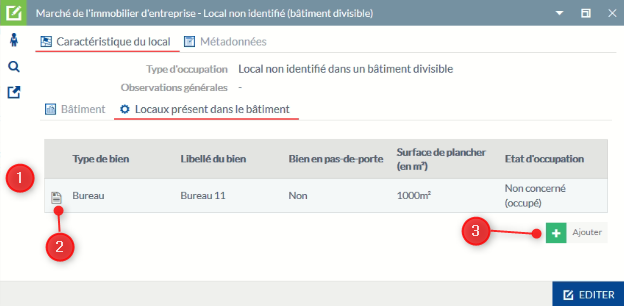 Marché de l'immobilier d'entreprise - Local non identifié (bâtiment divisible)
Caractéristique du local Métadonnées
Type d'occupation Local non identifié dans un bâtiment divisible
Observations générales -
Bâtiment Locaux présent dans le bâtiment
Type de bien Libellé du bien Bien en pas-de-porte Surface de plancher (en m²) Etat d'occupation
1
Bureau Bureau 11 Non 1000m² Non concerné (occupé)
2
3 Ajouter
EDITER